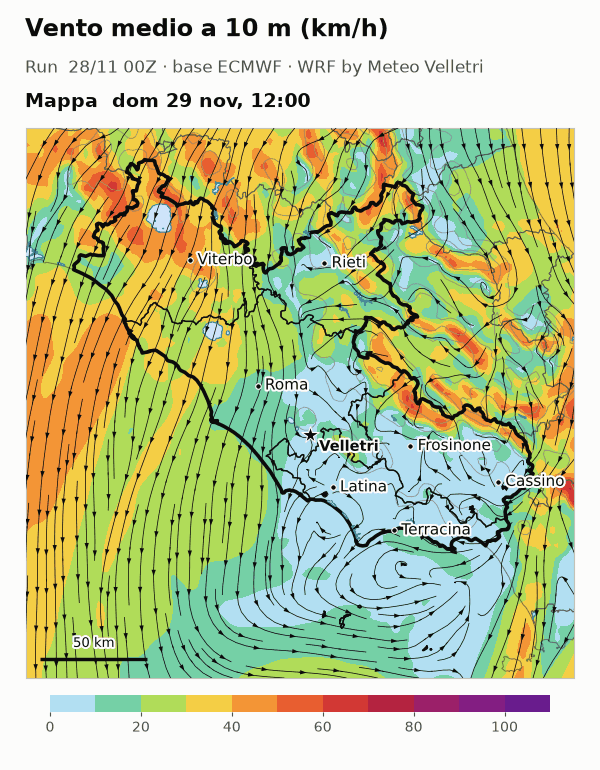 Vento medio a 10 m (km/h)
Run  28/11 00Z · base ECMWF · WRF by Meteo Velletri
Mappa  dom 29 nov, 12:00
Viterbo
Rieti
Roma
Velletri
Frosinone
Latina
Cassino
Terracina
50 km
0 20 40 60 80 100